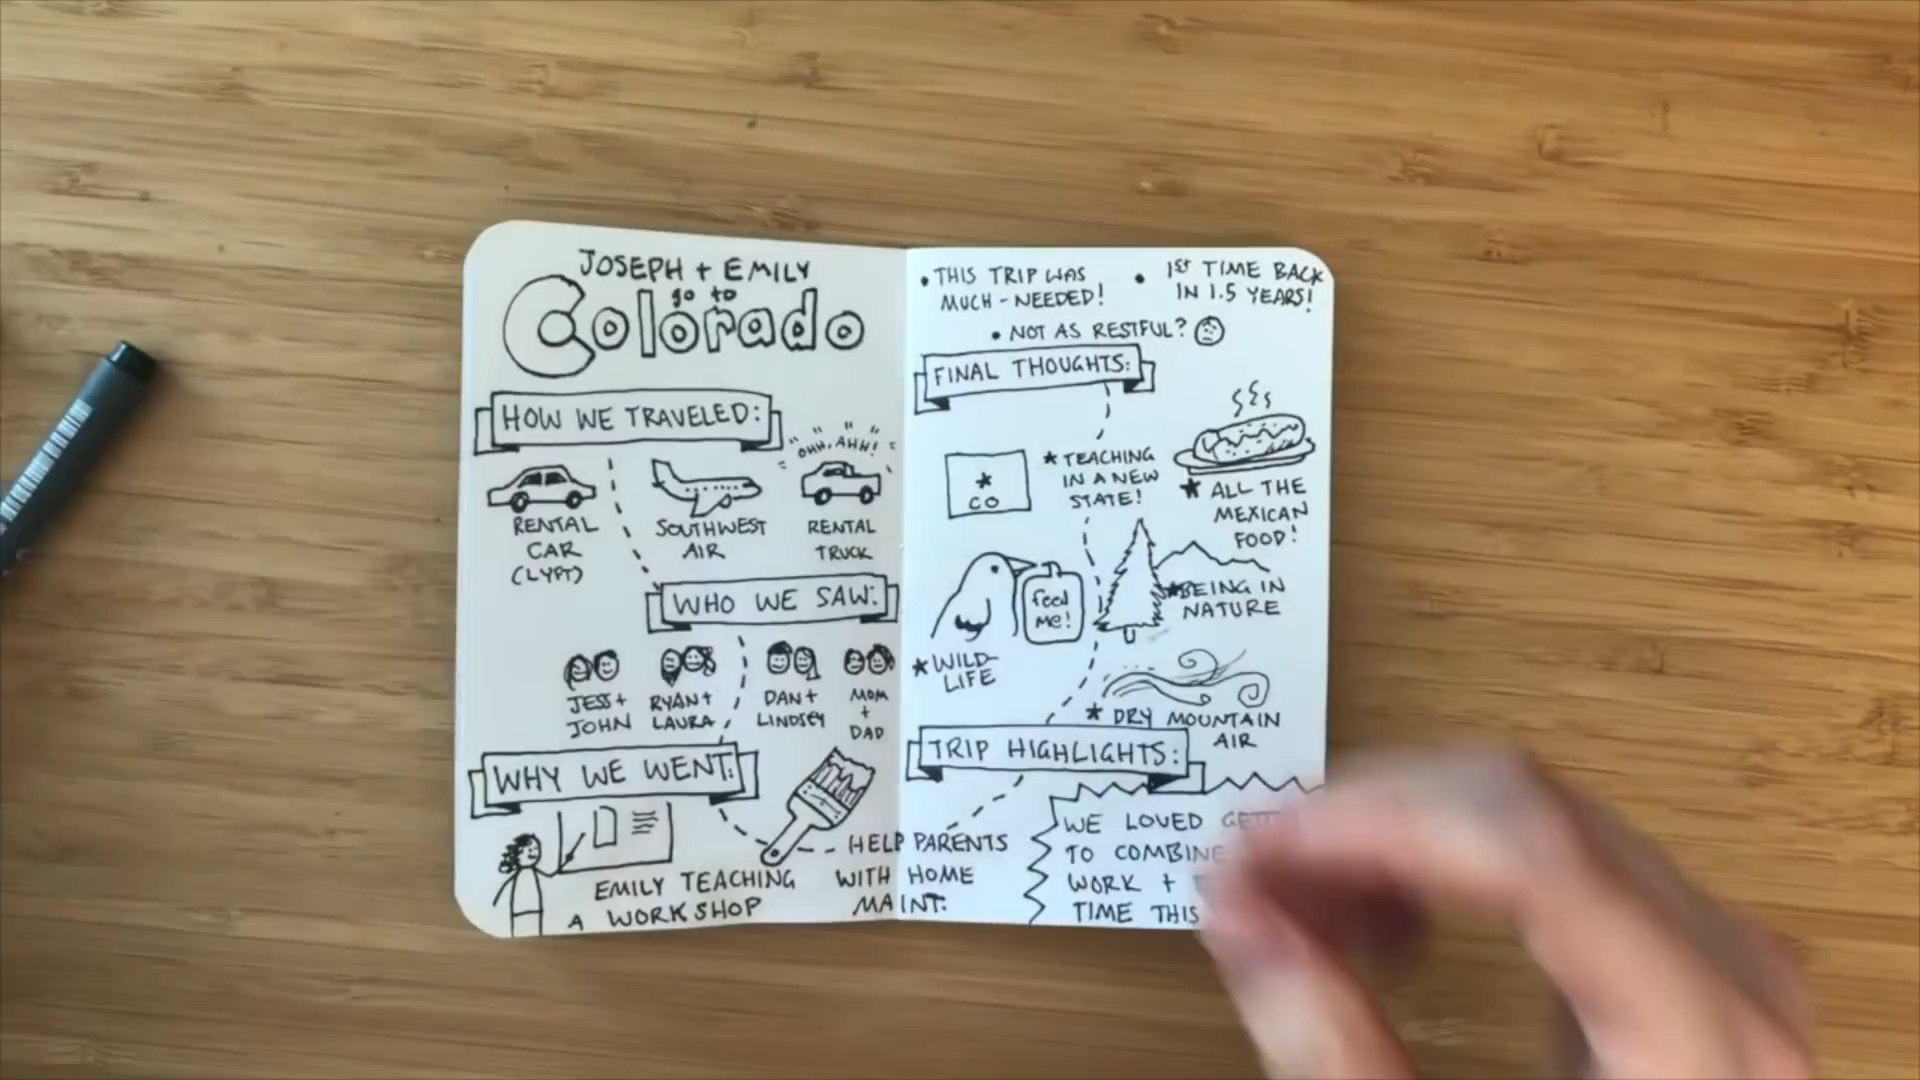 JOSEPH + EMILY
go to
Colorado
HOW WE TRAVELED:
OHH, AHH!
RENTAL
CAR
(LYFT)
SOUTHWEST
AIR
RENTAL
TRUCK
WHO WE SAW:
JESS +
JOHN
RYAN +
LAURA
DAN +
LINDSEY
MOM
+
DAD
WHY WE WENT:
EMILY TEACHING
A WORKSHOP
HELP PARENTS
WITH HOME
MAINT.
• THIS TRIP WAS
MUCH-NEEDED!
• 1st TIME BACK
IN 1.5 YEARS!
• NOT AS RESTFUL?
FINAL THOUGHTS:
* CO
* TEACHING
IN A NEW
STATE!
* ALL THE
MEXICAN
FOOD!
feed
me!
* WILD-
LIFE
* BEING IN
NATURE
* DRY MOUNTAIN
AIR
TRIP HIGHLIGHTS:
WE LOVED
TO COMBINE
WORK +
TIME THIS